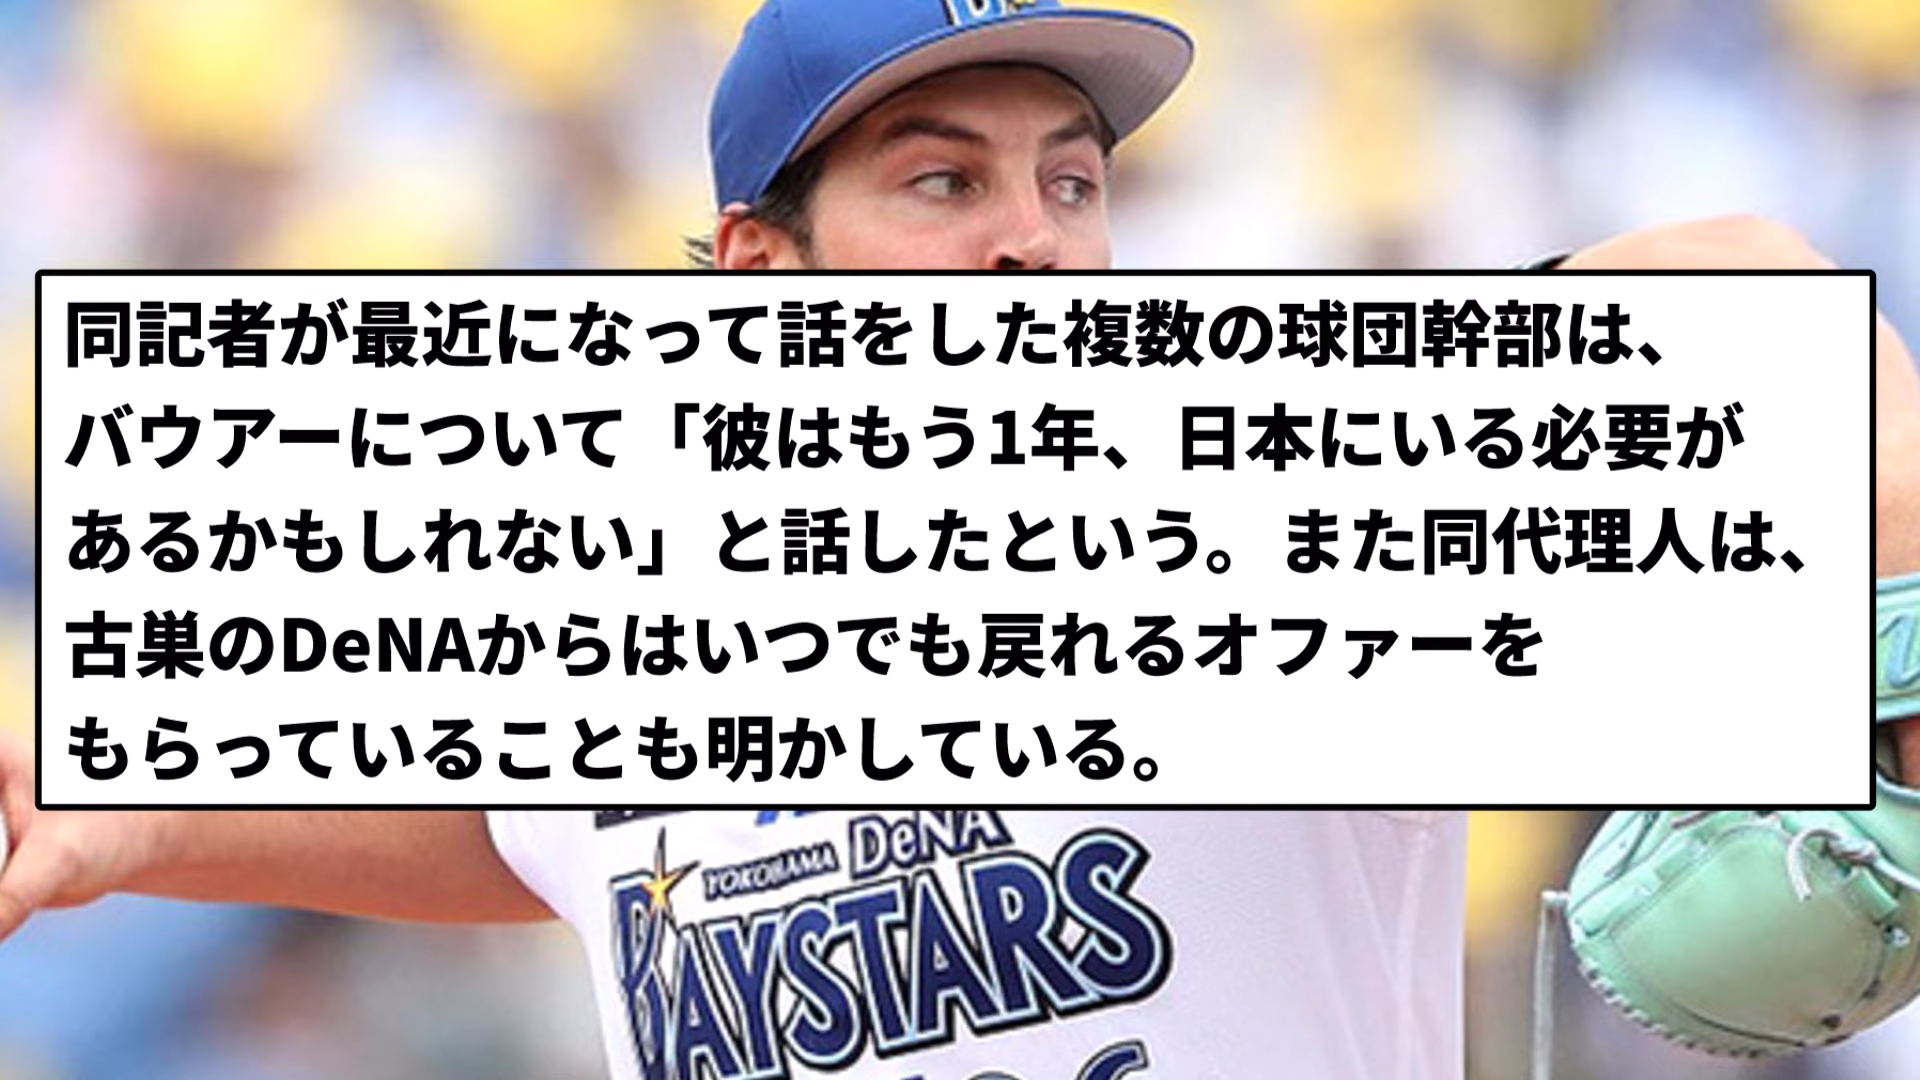 同記者が最近になって話をした複数の球団幹部は、
バウアーについて「彼はもう1年、日本にいる必要が
あるかもしれない」と話したという。また同代理人は、
古巣のDeNAからはいつでも戻れるオファーを
もらっていることも明かしている。
YOKOHAMA DeNA
BAYSTARS